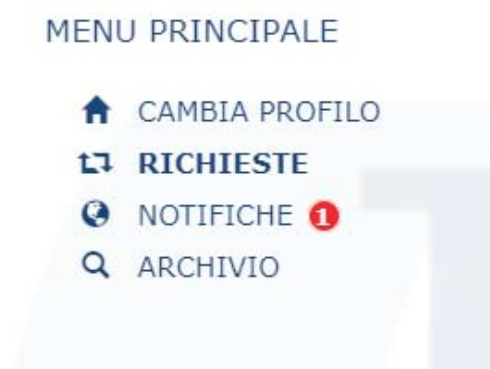 MENU PRINCIPALE
CAMBIA PROFILO
RICHIESTE
NOTIFICHE 1
ARCHIVIO